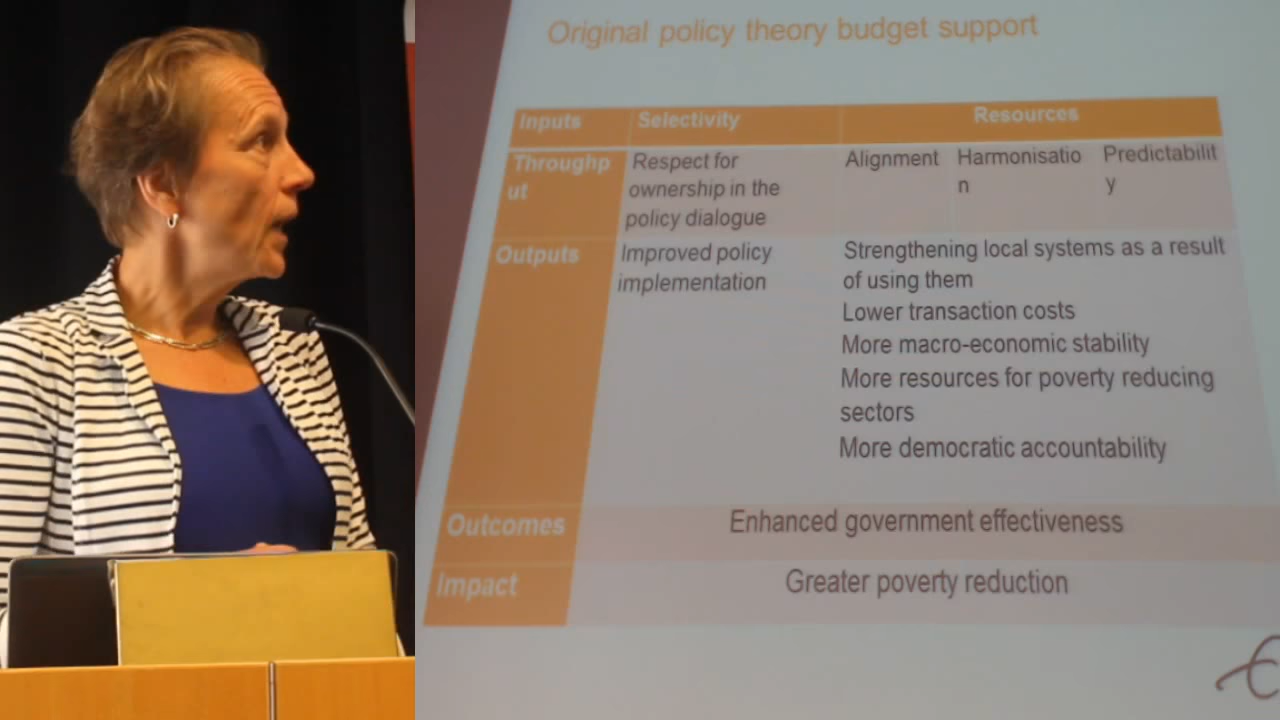 Original policy theory budget support
Inputs Selectivity Resources
Throughp
ut
Respect for
ownership in the
policy dialogue
Alignment
Harmonisatio
n
Predictabilit
y
Outputs
Improved policy
implementation
Strengthening local systems as a result
of using them
Lower transaction costs
More macro-economic stability
More resources for poverty reducing
sectors
More democratic accountability
Outcomes Enhanced government effectiveness
Impact Greater poverty reduction